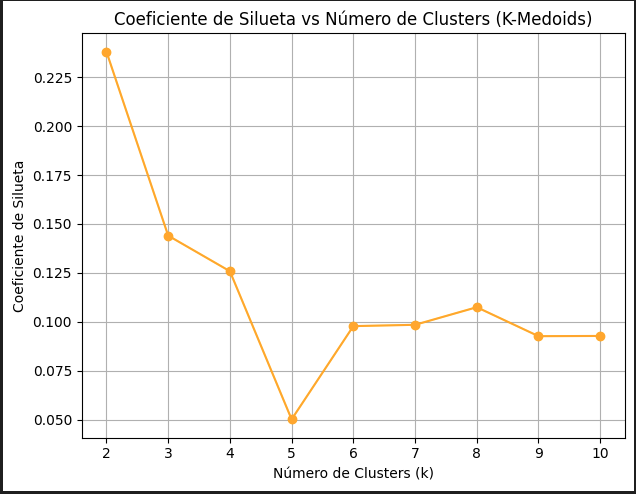 Coeficiente de Silueta vs Número de Clusters (K-Medoids)
Coeficiente de Silueta
0.225
0.200
0.175
0.150
0.125
0.100
0.075
0.050
2 3 4 5 6 7 8 9 10
Número de Clusters (k)